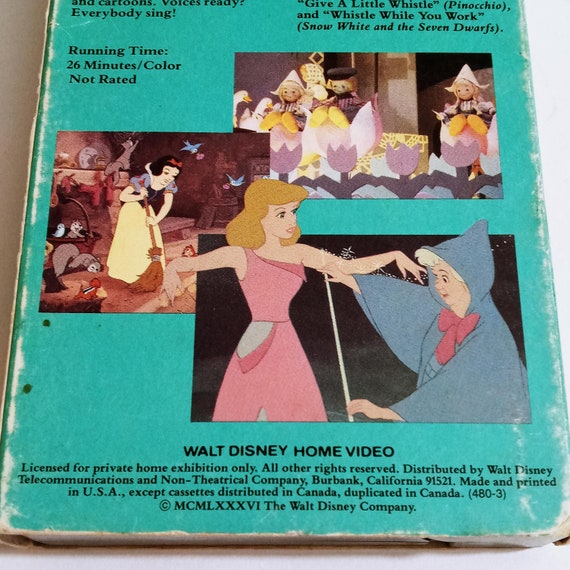 and cartoons. Voices ready?
Everybody sing!
Running Time:
26 Minutes/Color
Not Rated
"Give A Little Whistle" (Pinocchio),
and "Whistle While You Work"
(Snow White and the Seven Dwarfs).
WALT DISNEY HOME VIDEO
Licensed for private home exhibition only. All other rights reserved. Distributed by Walt Disney
Telecommunications and Non-Theatrical Company, Burbank, California 91521. Made and printed
in U.S.A., except cassettes distributed in Canada, duplicated in Canada. (480-3)
© MCMLXXXVI The Walt Disney Company.